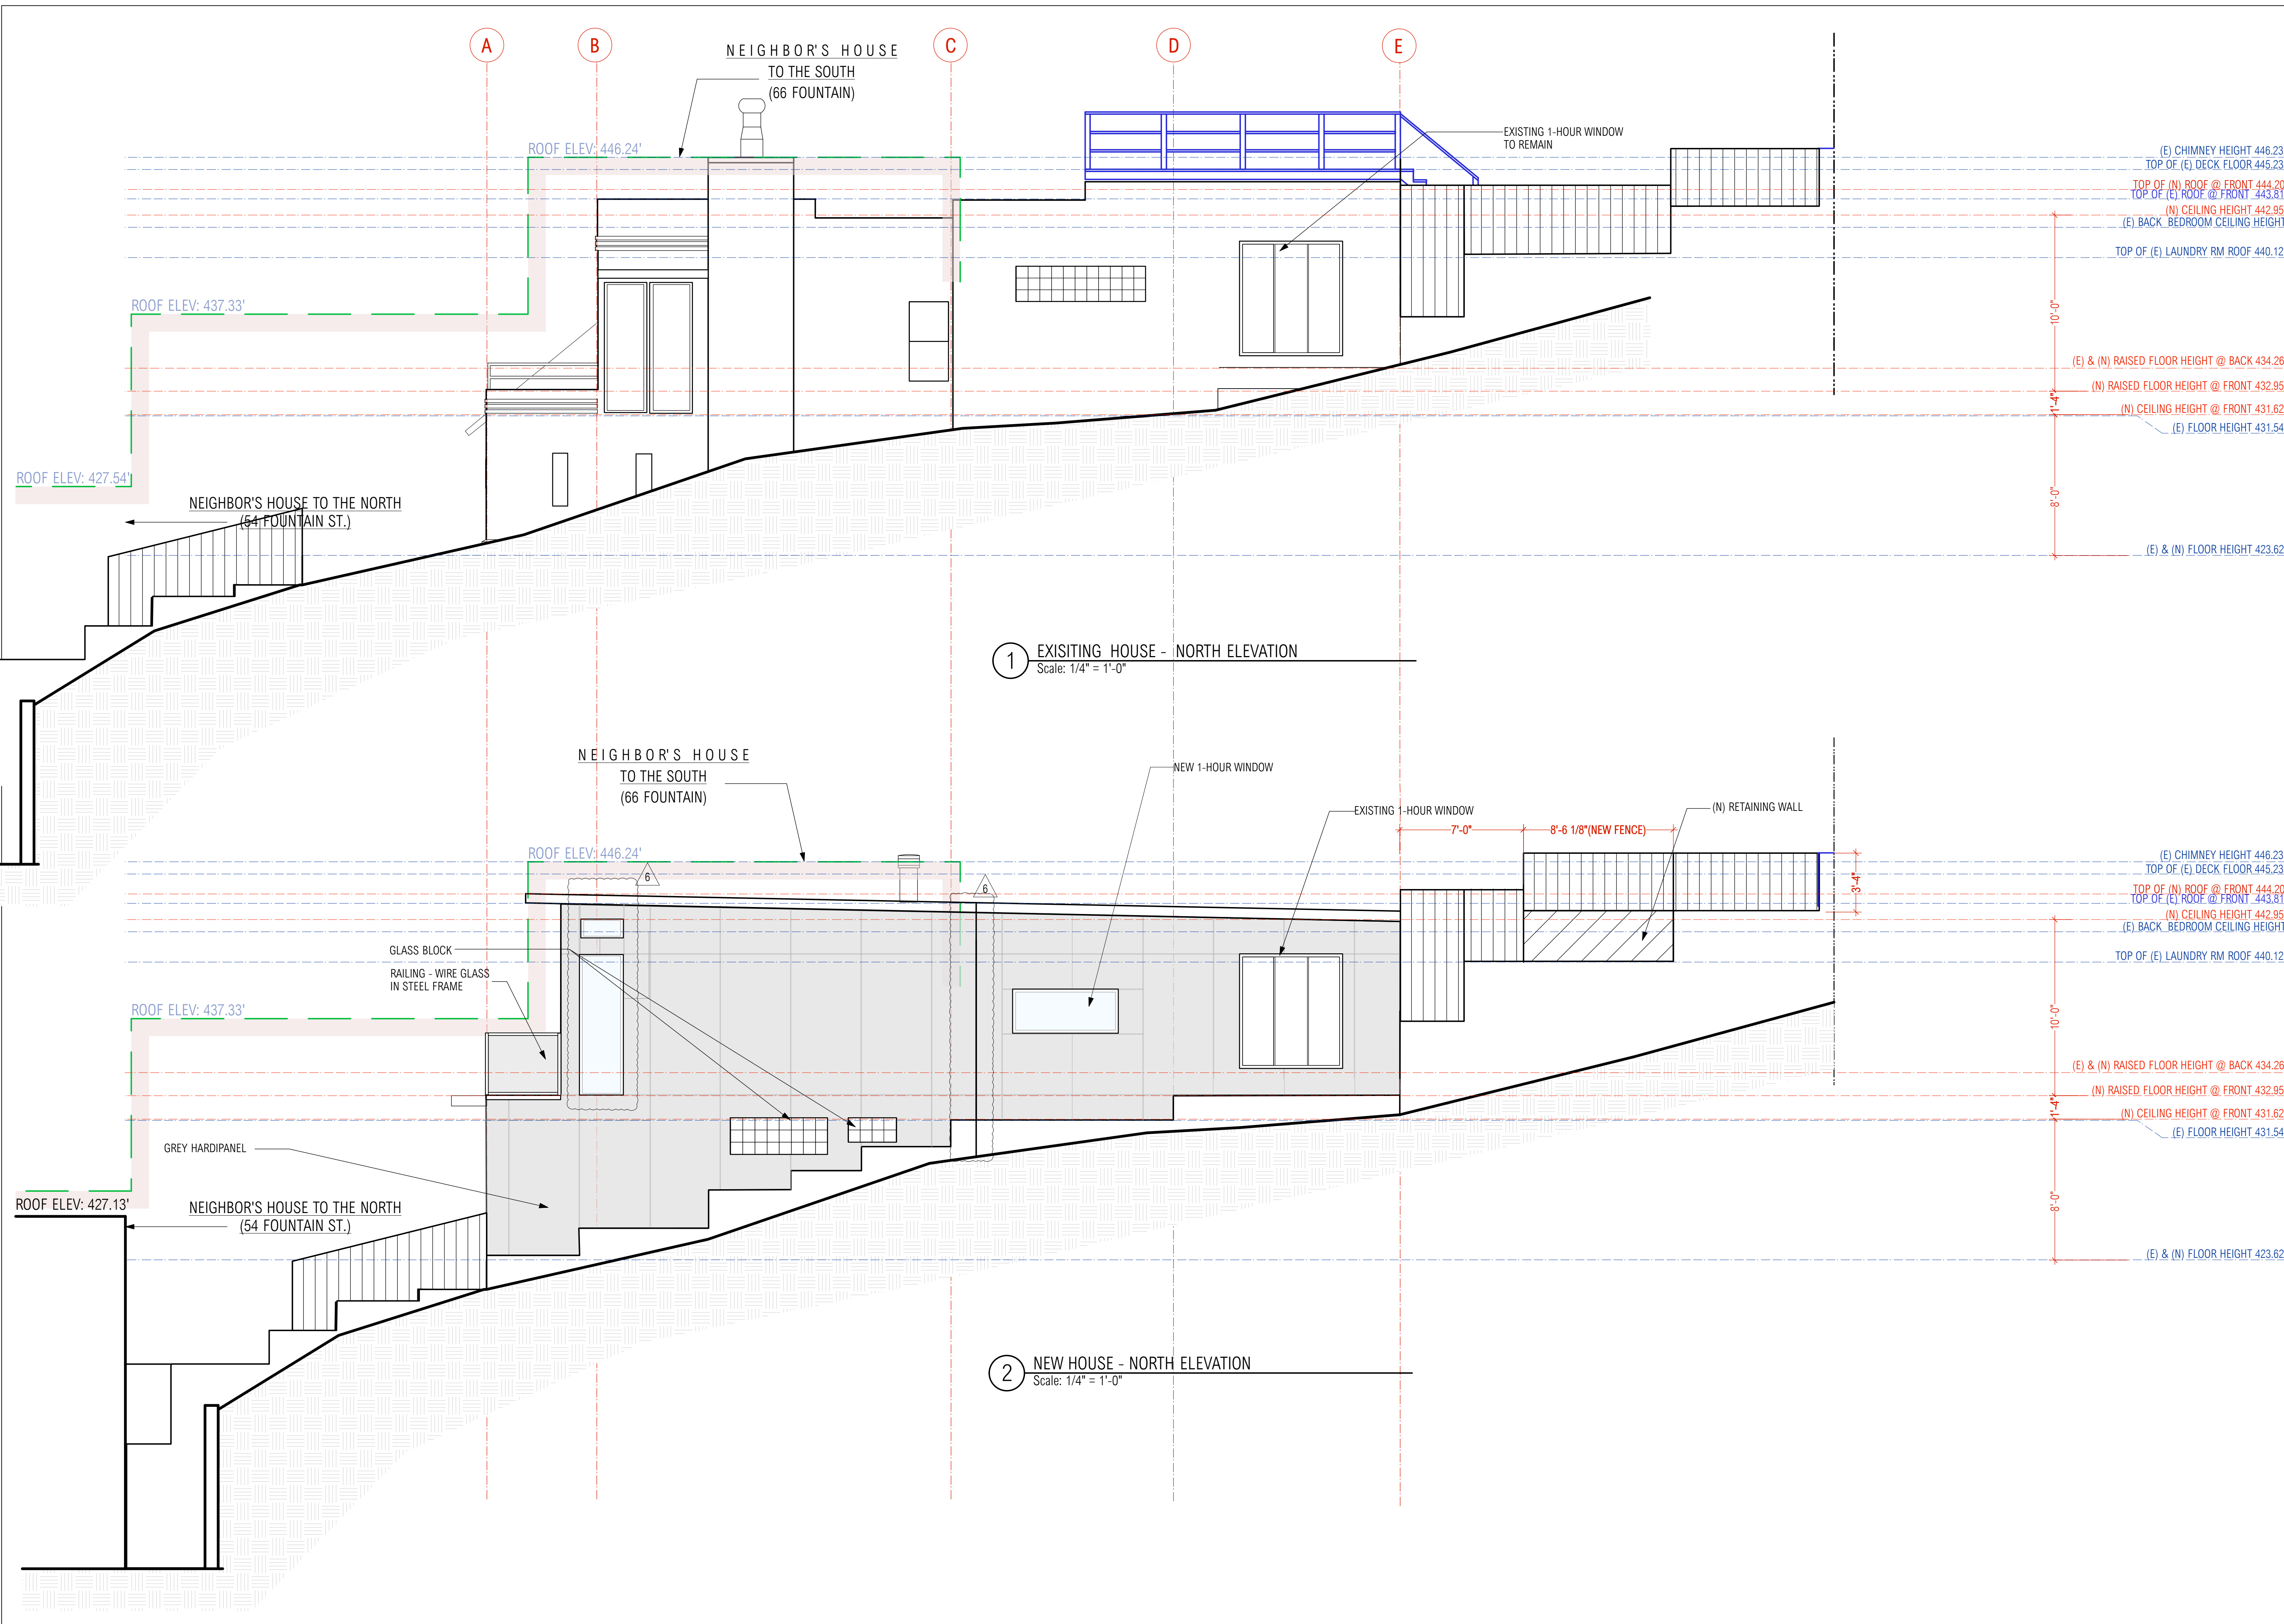 A
B
C
D
E
NEIGHBOR'S HOUSE
TO THE SOUTH
(66 FOUNTAIN)
EXISTING 1-HOUR WINDOW
TO REMAIN
ROOF ELEV: 446.24'
(E) CHIMNEY HEIGHT 446.23
TOP OF (E) DECK FLOOR 445.23
TOP OF (N) ROOF @ FRONT 444.20
TOP OF (E) ROOF @ FRONT 443.81
(N) CEILING HEIGHT 442.95
(E) BACK BEDROOM CEILING HEIGHT
TOP OF (E) LAUNDRY RM ROOF 440.12
ROOF ELEV: 437.33'
10'-0"
(E) & (N) RAISED FLOOR HEIGHT @ BACK 434.26
(N) RAISED FLOOR HEIGHT @ FRONT 432.95
1'-4"
(N) CEILING HEIGHT @ FRONT 431.62
(E) FLOOR HEIGHT 431.54
ROOF ELEV: 427.54'
8'-0"
NEIGHBOR'S HOUSE TO THE NORTH
(54 FOUNTAIN ST.)
(E) & (N) FLOOR HEIGHT 423.62
1
EXISITING HOUSE - NORTH ELEVATION
Scale: 1/4" = 1'-0"
NEIGHBOR'S HOUSE
TO THE SOUTH
(66 FOUNTAIN)
NEW 1-HOUR WINDOW
EXISTING 1-HOUR WINDOW
(N) RETAINING WALL
7'-0"
8'-6 1/8"(NEW FENCE)
ROOF ELEV: 446.24'
6
6
3'-4"
(E) CHIMNEY HEIGHT 446.23
TOP OF (E) DECK FLOOR 445.23
TOP OF (N) ROOF @ FRONT 444.20
TOP OF (E) ROOF @ FRONT 443.81
(N) CEILING HEIGHT 442.95
(E) BACK BEDROOM CEILING HEIGHT
TOP OF (E) LAUNDRY RM ROOF 440.12
GLASS BLOCK
RAILING - WIRE GLASS
IN STEEL FRAME
ROOF ELEV: 437.33'
10'-0"
(E) & (N) RAISED FLOOR HEIGHT @ BACK 434.26
(N) RAISED FLOOR HEIGHT @ FRONT 432.95
1'-4"
(N) CEILING HEIGHT @ FRONT 431.62
(E) FLOOR HEIGHT 431.54
GREY HARDIPANEL
ROOF ELEV: 427.13'
8'-0"
NEIGHBOR'S HOUSE TO THE NORTH
(54 FOUNTAIN ST.)
(E) & (N) FLOOR HEIGHT 423.62
2
NEW HOUSE - NORTH ELEVATION
Scale: 1/4" = 1'-0"